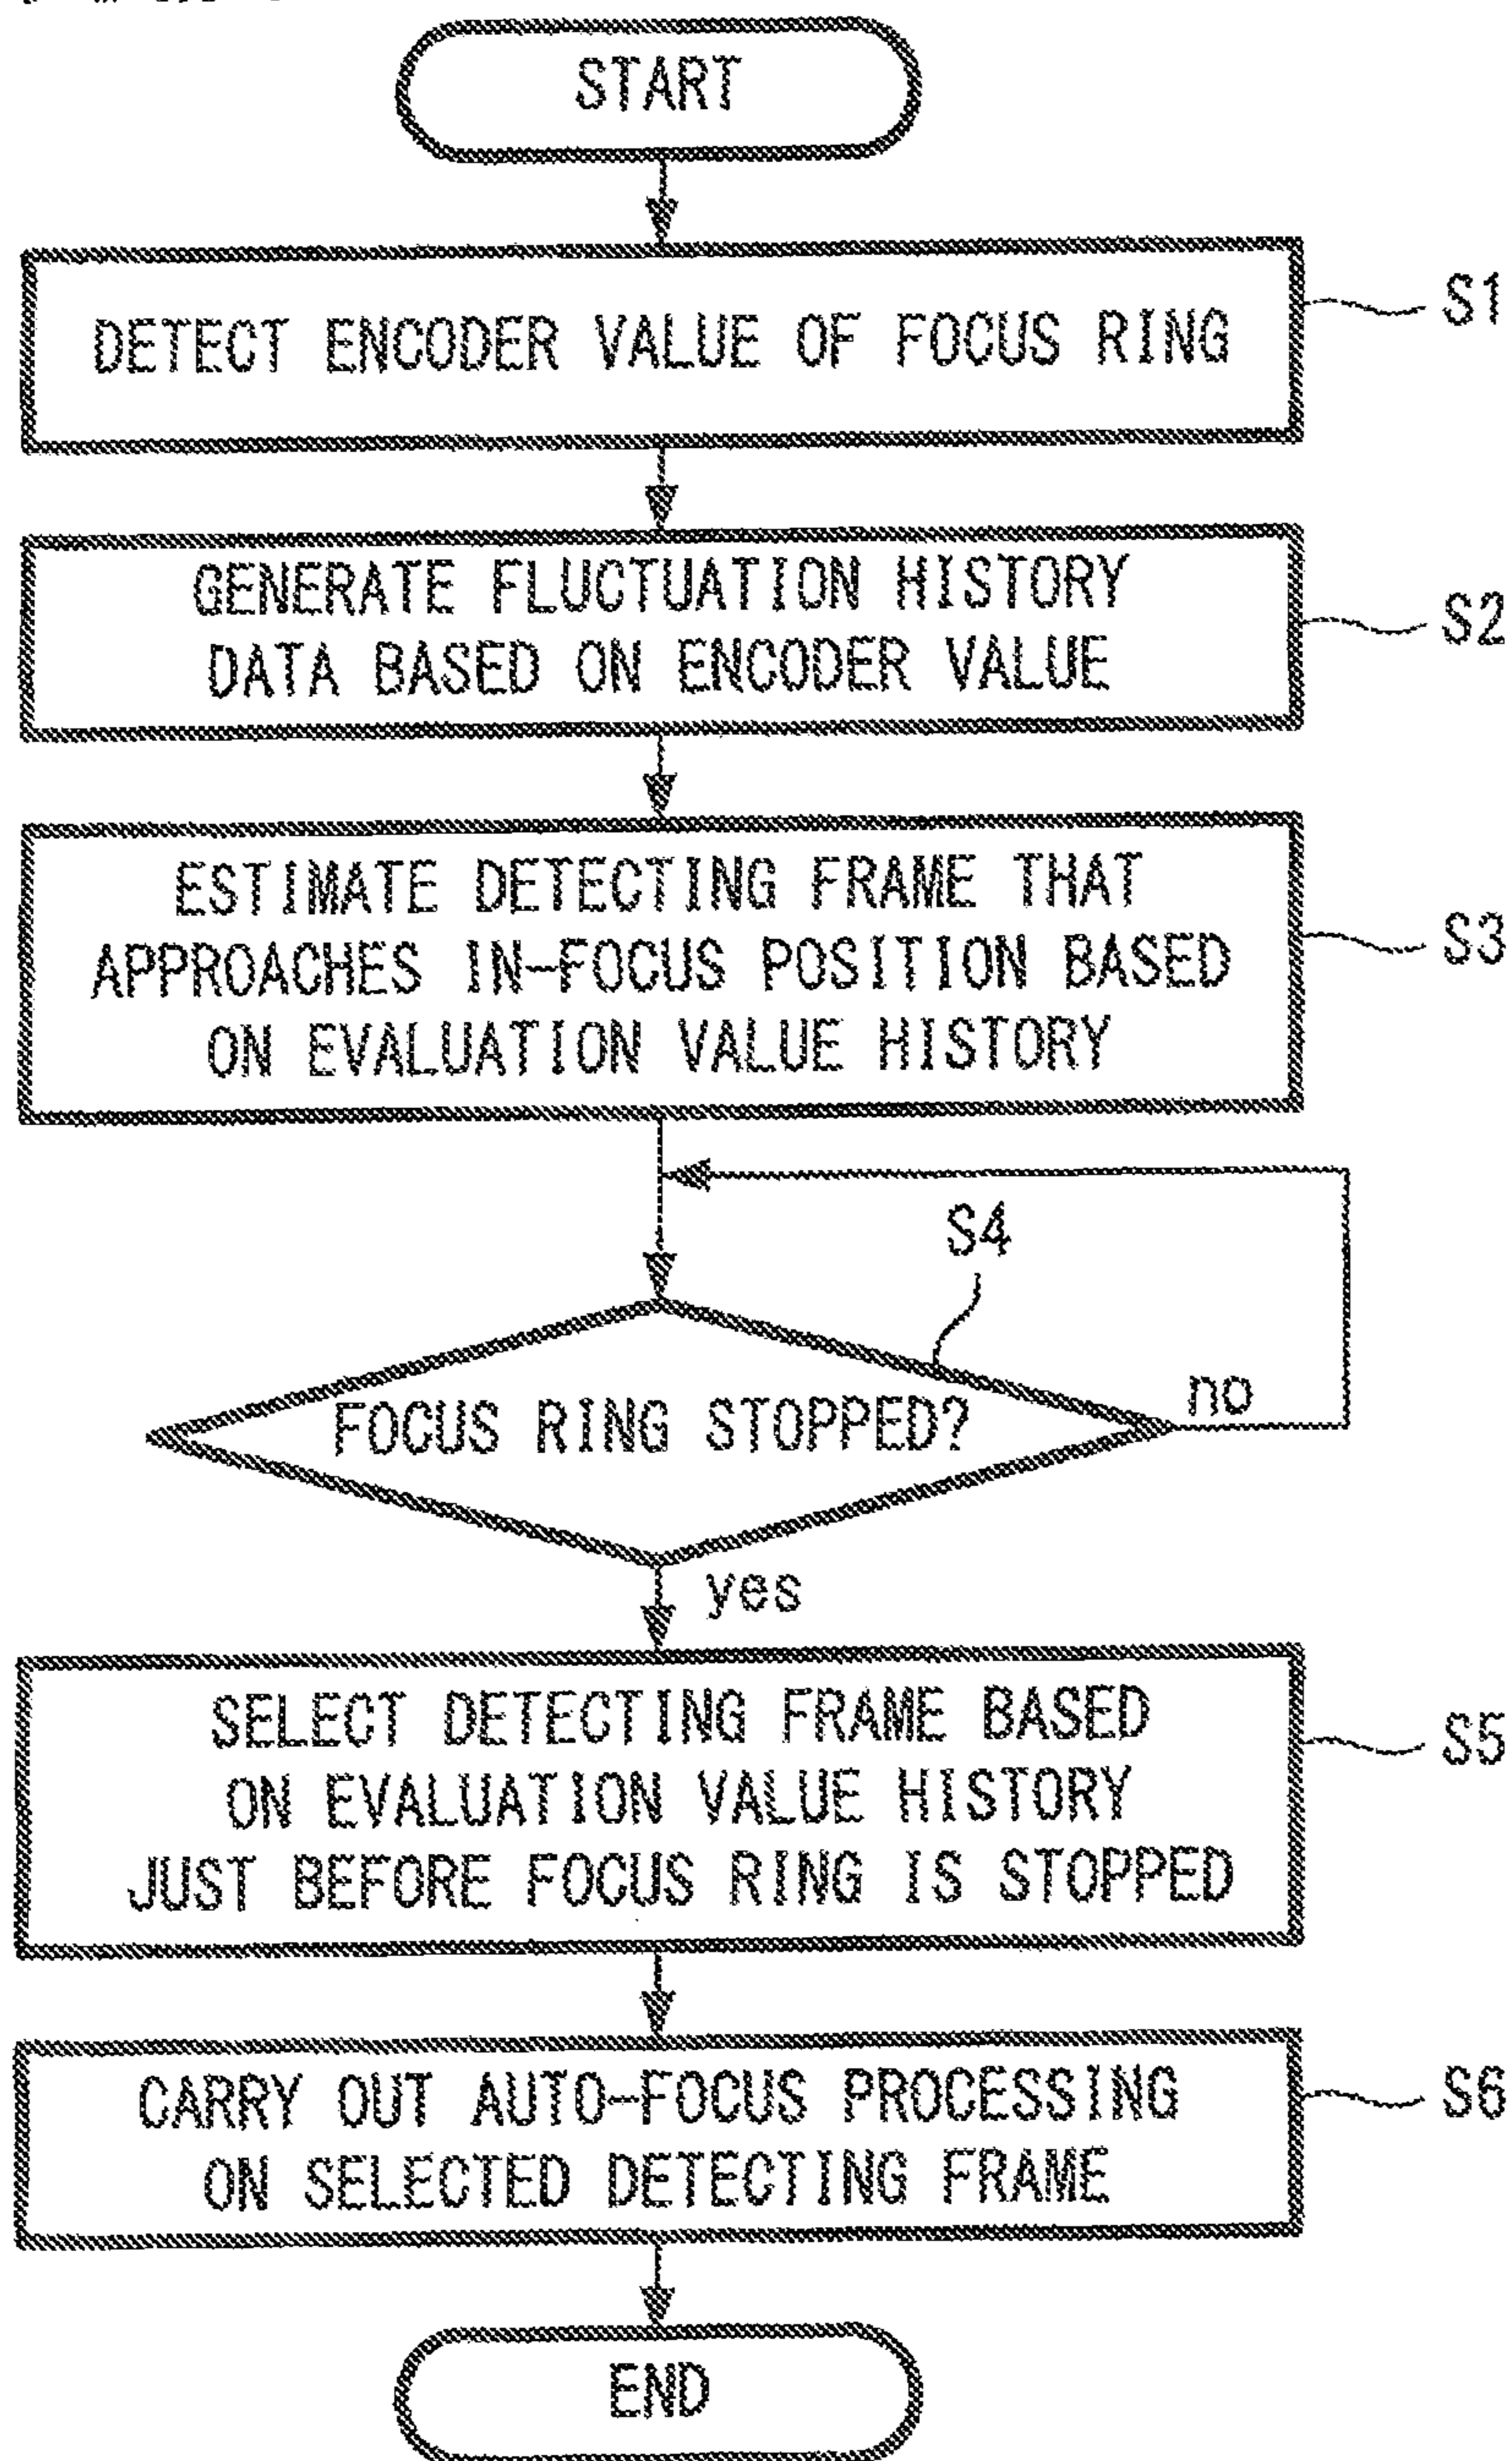 START
DETECT ENCODER VALUE OF FOCUS RING
S1
GENERATE FLUCTUATION HISTORY
DATA BASED ON ENCODER VALUE
S2
ESTIMATE DETECTING FRAME THAT
APPROACHES IN-FOCUS POSITION BASED
ON EVALUATION VALUE HISTORY
S3
S4
FOCUS RING STOPPED?
no
yes
SELECT DETECTING FRAME BASED
ON EVALUATION VALUE HISTORY
JUST BEFORE FOCUS RING IS STOPPED
S5
CARRY OUT AUTO-FOCUS PROCESSING
ON SELECTED DETECTING FRAME
S6
END